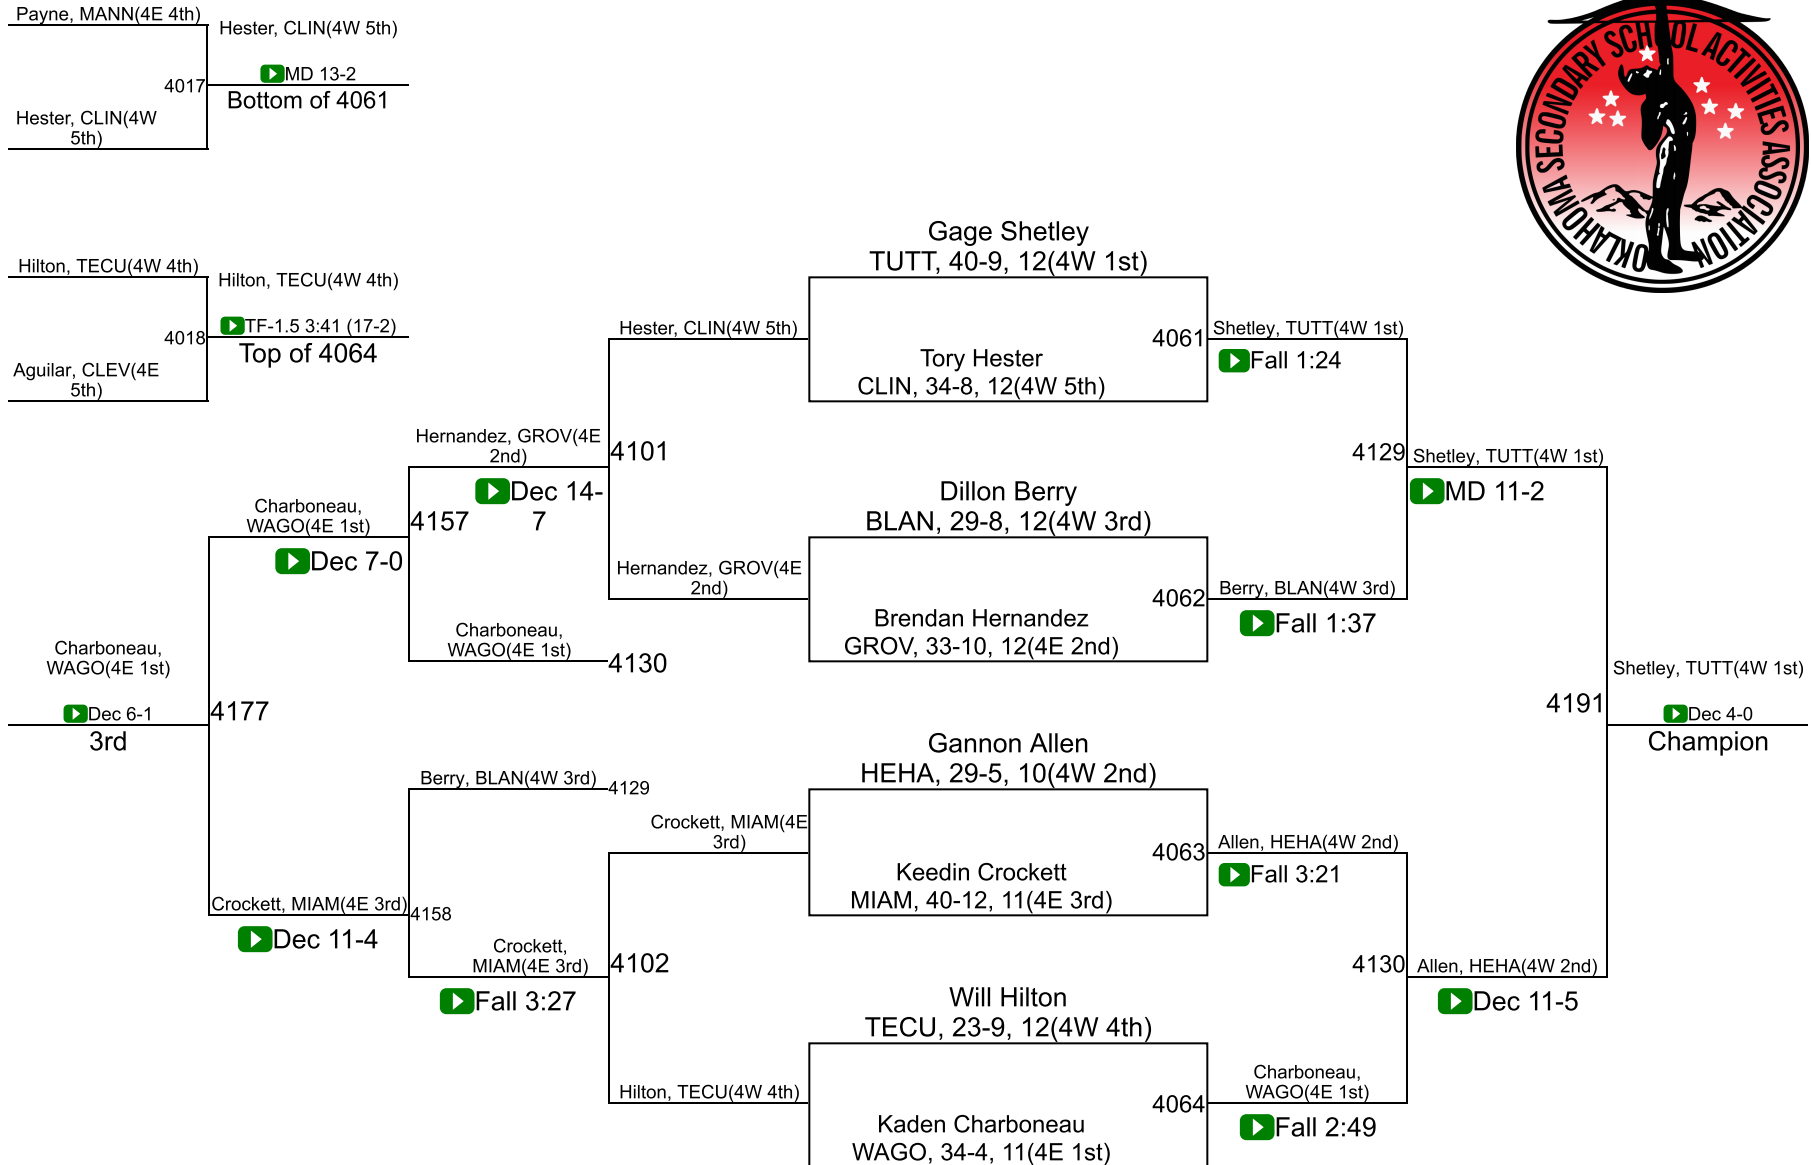 Payne, MANN(4E 4th)
Hester, CLIN(4W 5th)
4017
MD 13-2
Bottom of 4061
Hester, CLIN(4W
5th)
OKLAHOMA SECONDARY SCHOOL ACTIVITIES ASSOCIATION
Hilton, TECU(4W 4th)
Hilton, TECU(4W 4th)
4018
TF-1.5 3:41 (17-2)
Top of 4064
Aguilar, CLEV(4E
5th)
Gage Shetley
TUTT, 40-9, 12(4W 1st)
Hester, CLIN(4W 5th)
4061
Shetley, TUTT(4W 1st)
Fall 1:24
Tory Hester
CLIN, 34-8, 12(4W 5th)
Hernandez, GROV(4E
2nd)
4101
Dec 14-
7
4129
Shetley, TUTT(4W 1st)
MD 11-2
Charboneau,
WAGO(4E 1st)
4157
Dec 7-0
Dillon Berry
BLAN, 29-8, 12(4W 3rd)
Hernandez, GROV(4E
2nd)
4062
Berry, BLAN(4W 3rd)
Fall 1:37
Brendan Hernandez
GROV, 33-10, 12(4E 2nd)
Charboneau,
WAGO(4E 1st)
4130
Charboneau,
WAGO(4E 1st)
Dec 6-1
3rd
4177
4191
Shetley, TUTT(4W 1st)
Dec 4-0
Champion
Gannon Allen
HEHA, 29-5, 10(4W 2nd)
Berry, BLAN(4W 3rd)
4129
Crockett, MIAM(4E
3rd)
4063
Allen, HEHA(4W 2nd)
Fall 3:21
Keedin Crockett
MIAM, 40-12, 11(4E 3rd)
Crockett, MIAM(4E 3rd)
4158
Dec 11-4
Crockett,
MIAM(4E 3rd)
4102
Fall 3:27
4130
Allen, HEHA(4W 2nd)
Dec 11-5
Will Hilton
TECU, 23-9, 12(4W 4th)
Hilton, TECU(4W 4th)
4064
Charboneau,
WAGO(4E 1st)
Fall 2:49
Kaden Charboneau
WAGO, 34-4, 11(4E 1st)